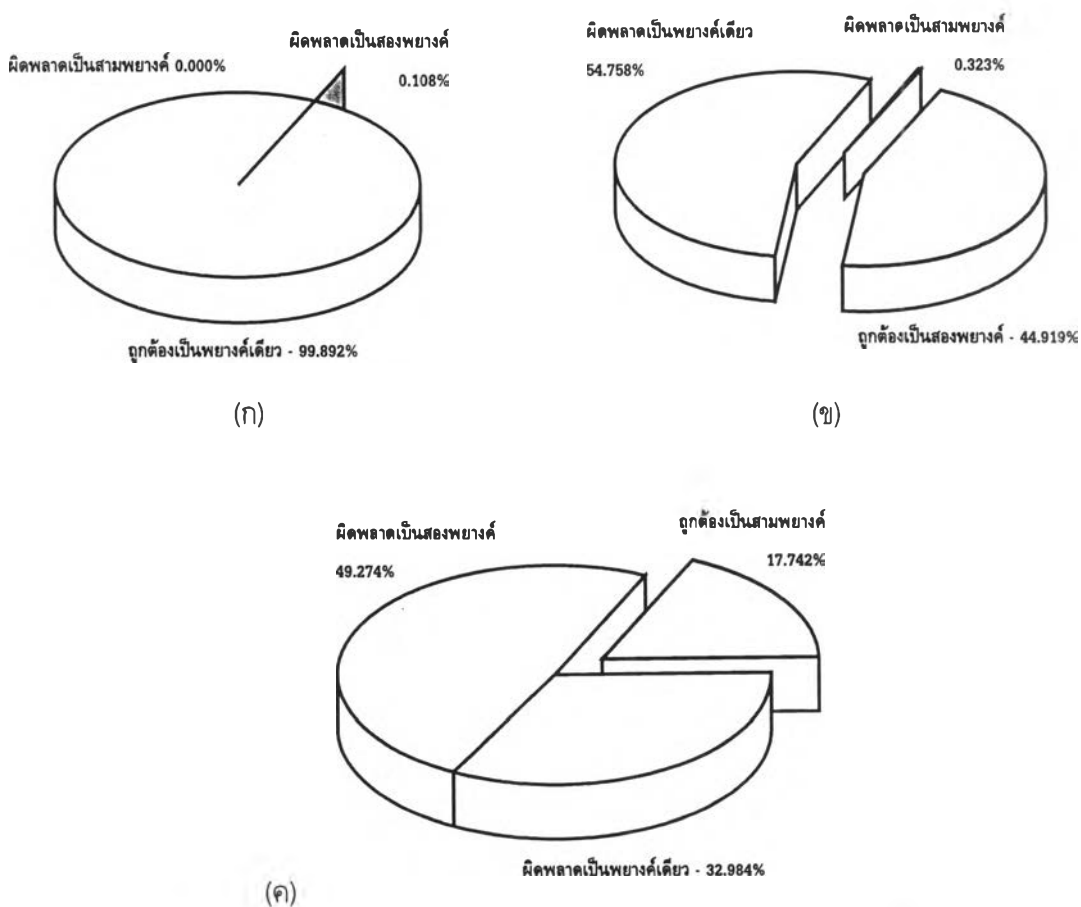 ผิดพลาดเป็นสองพยางค์
ผิดพลาดเป็นสามพยางค์ 0.000%
0.108%
ถูกต้องเป็นพยางค์เดียว - 99.892%
(ก)
ผิดพลาดเป็นพยางค์เดียว
54.758%
ผิดพลาดเป็นสามพยางค์
0.323%
ถูกต้องเป็นสองพยางค์ - 44.919%
(ข)
ผิดพลาดเป็นสองพยางค์
49.274%
ถูกต้องเป็นสามพยางค์
17.742%
ผิดพลาดเป็นพยางค์เดียว - 32.984%
(ค)